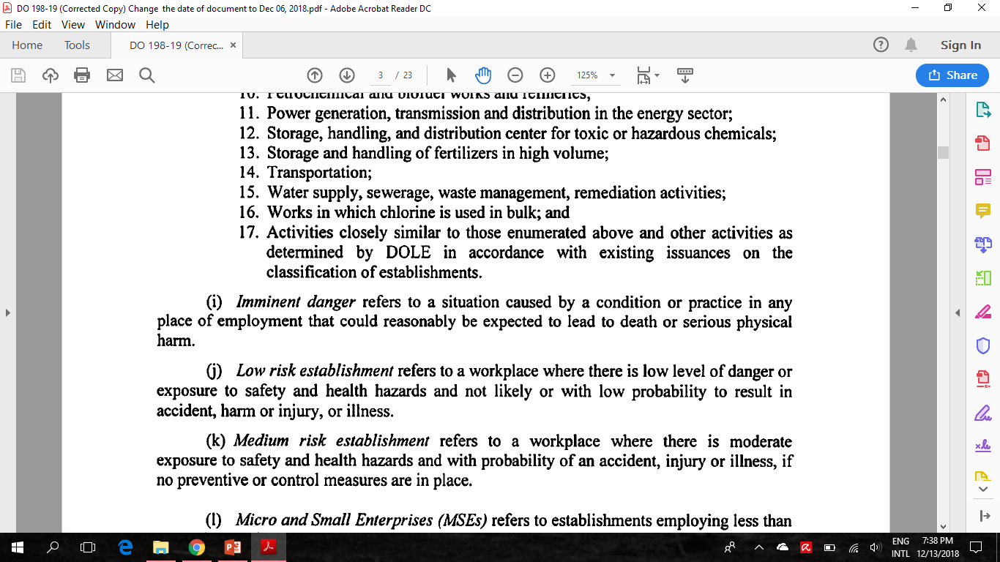 DO 198-19 (Corrected Copy) Change the date of document to Dec 06, 2018.pdf - Adobe Acrobat Reader DC
File Edit View Window Help
Home Tools DO 198-19 (Correc... × ? Sign In
3 / 23 125% Share
10. Petrochemical and biofuel works and refineries;
11. Power generation, transmission and distribution in the energy sector;
12. Storage, handling, and distribution center for toxic or hazardous chemicals;
13. Storage and handling of fertilizers in high volume;
14. Transportation;
15. Water supply, sewerage, waste management, remediation activities;
16. Works in which chlorine is used in bulk; and
17. Activities closely similar to those enumerated above and other activities as
determined by DOLE in accordance with existing issuances on the
classification of establishments.
(i) Imminent danger refers to a situation caused by a condition or practice in any
place of employment that could reasonably be expected to lead to death or serious physical
harm.
(j) Low risk establishment refers to a workplace where there is low level of danger or
exposure to safety and health hazards and not likely or with low probability to result in
accident, harm or injury, or illness.
(k) Medium risk establishment refers to a workplace where there is moderate
exposure to safety and health hazards and with probability of an accident, injury or illness, if
no preventive or control measures are in place.
(l) Micro and Small Enterprises (MSEs) refers to establishments employing less than
ENG 7:38 PM
INTL 12/13/2018